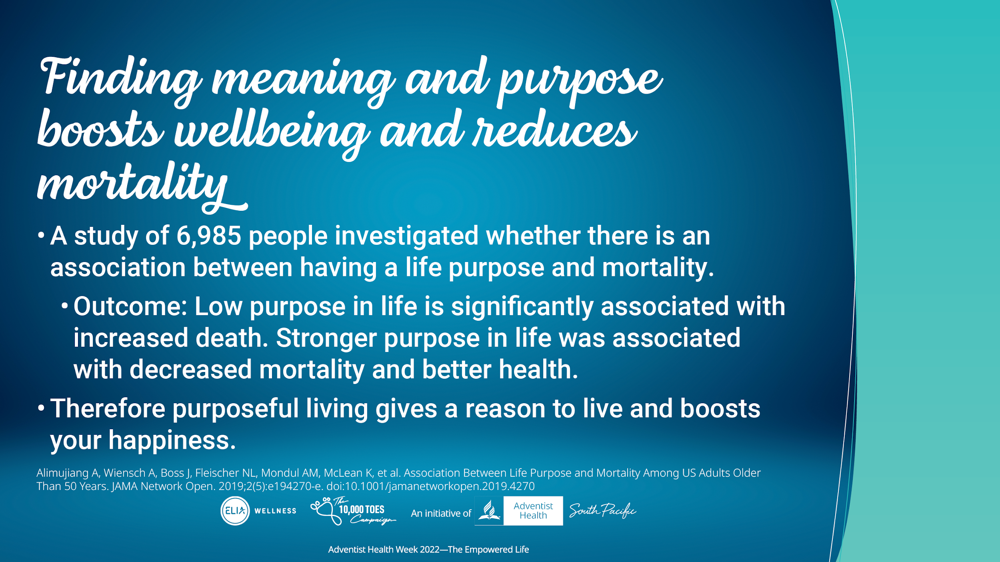 Finding meaning and purpose
boosts wellbeing and reduces
mortality
• A study of 6,985 people investigated whether there is an
association between having a life purpose and mortality.
• Outcome: Low purpose in life is significantly associated with
increased death. Stronger purpose in life was associated
with decreased mortality and better health.
• Therefore purposeful living gives a reason to live and boosts
your happiness.
Alimujiang A, Wiensch A, Boss J, Fleischer NL, Mondul AM, McLean K, et al. Association Between Life Purpose and Mortality Among US Adults Older
Than 50 Years. JAMA Network Open. 2019;2(5):e194270-e. doi:10.1001/jamanetworkopen.2019.4270
ELIA WELLNESS
The
10,000 TOES
Campaign
An initiative of
Adventist
Health
South Pacific
Adventist Health Week 2022—The Empowered Life